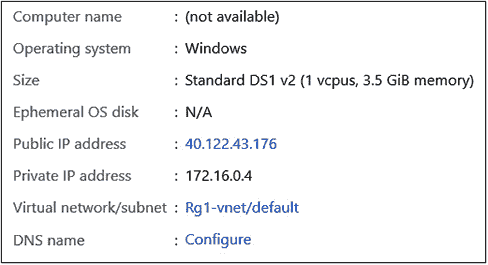 Computer name : (not available)
Operating system : Windows
Size : Standard DS1 v2 (1 vcpus, 3.5 GiB memory)
Ephemeral OS disk : N/A
Public IP address : 40.122.43.176
Private IP address : 172.16.0.4
Virtual network/subnet : Rg1-vnet/default
DNS name : Configure